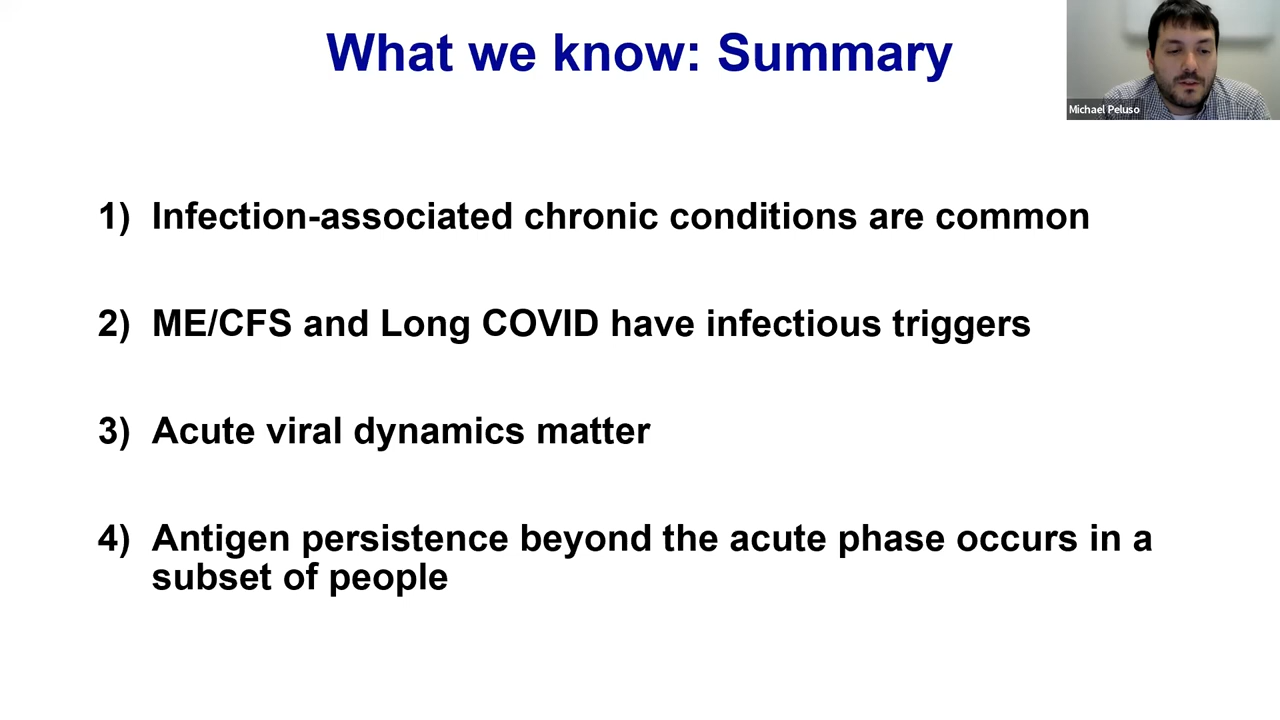 What we know: Summary
Michael Peluso
1) Infection-associated chronic conditions are common
2) ME/CFS and Long COVID have infectious triggers
3) Acute viral dynamics matter
4) Antigen persistence beyond the acute phase occurs in a
subset of people